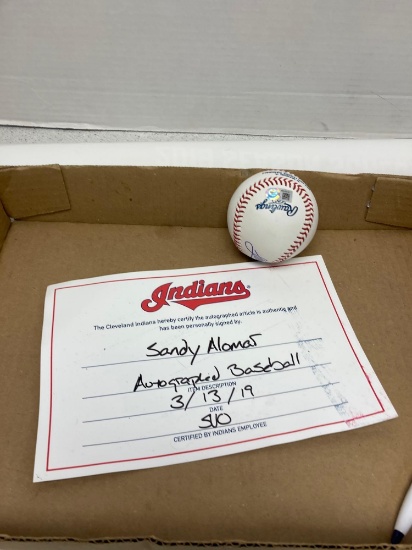 Rawlings
Indians
The Cleveland Indians hereby certify the autographed article is authentic and
has been personally signed by.
Sandy Alomar
Autographed Baseball
ITEM DESCRIPTION
3/13/19
DATE
CERTIFIED BY INDIANS EMPLOYEE